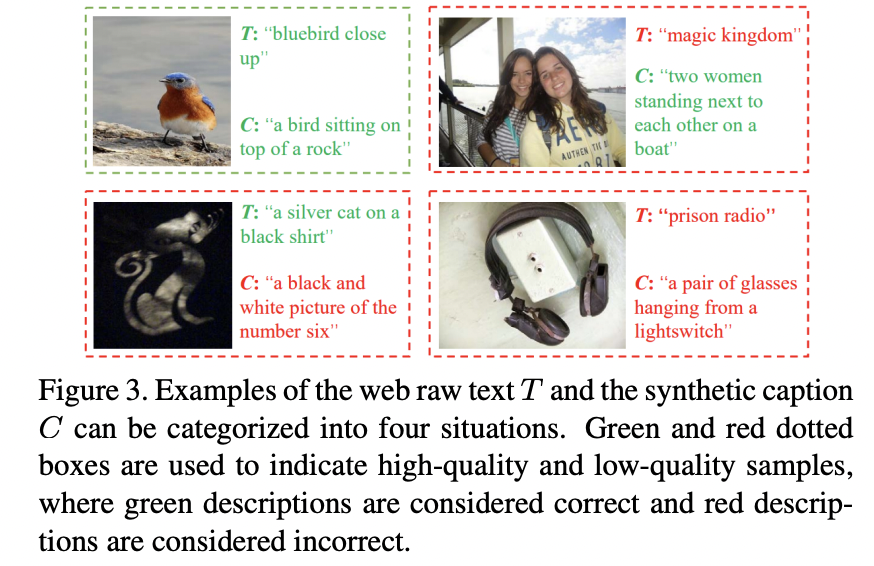 T: “bluebird close
up”
C: “a bird sitting on
top of a rock”
T: “magic kingdom”
C: “two women
standing next to
each other on a
boat”
AE
AUTHENTIC
T: “a silver cat on a
black shirt”
C: “a black and
white picture of the
number six”
T: “prison radio”
C: “a pair of glasses
hanging from a
lightswitch”
Figure 3. Examples of the web raw text T and the synthetic caption
C can be categorized into four situations. Green and red dotted
boxes are used to indicate high-quality and low-quality samples,
where green descriptions are considered correct and red descrip-
tions are considered incorrect.